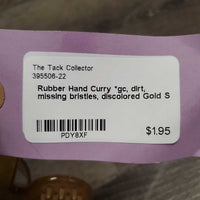 The Tack Collector
395506-22
Rubber Hand Curry *gc, dirt,
missing bristles, discolored Gold S
PDY8XF
$1.95